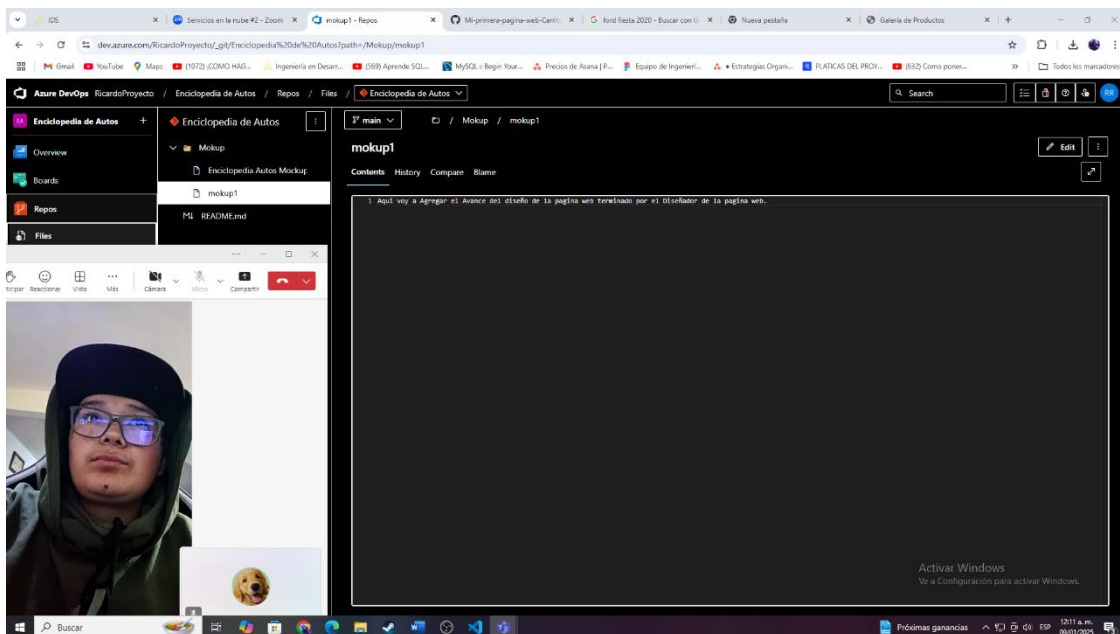 IDS
Servicios en la nube #2 - Zoom
mokup1 - Repos
Mi-primera-pagina-web-Carric
ford fiesta 2020 - Buscar con G
Nueva pestaña
Galería de Productos
dev.azure.com/RicardoProyecto/_git/Enciclopedia%20de%20Autos?path=/Mokup/mokup1
Gmail
YouTube
Maps
(1072) ¡COMO HAG...
Ingeniería en Desarr...
(569) Aprende SQL...
MySQL :: Begin Your...
Precios de Asana | P...
Equipo de Ingenierí...
• Estrategias Organi...
PLATICAS DEL PROY...
(632) Como poner...
»
Todos los marcadores
Azure DevOps RicardoProyecto / Enciclopedia de Autos / Repos / Files / Enciclopedia de Autos
Search
RR
EA Enciclopedia de Autos +
Overview
Boards
Repos
Files
Enciclopedia de Autos
Mokup
Enciclopedia Autos Mockup
mokup1
README.md
main
/ Mokup / mokup1
mokup1
Edit
Contents History Compare Blame
1 Aqui voy a Agregar el Avance del diseño de la pagina web terminado por el Diseñador de la pagina web.
Reaccionar
Vista
Más
Cámara
Micro
Compartir
Activar Windows
Ve a Configuración para activar Windows.
Buscar
Próximas ganancias
ESP
12:11 a. m.
09/01/2025